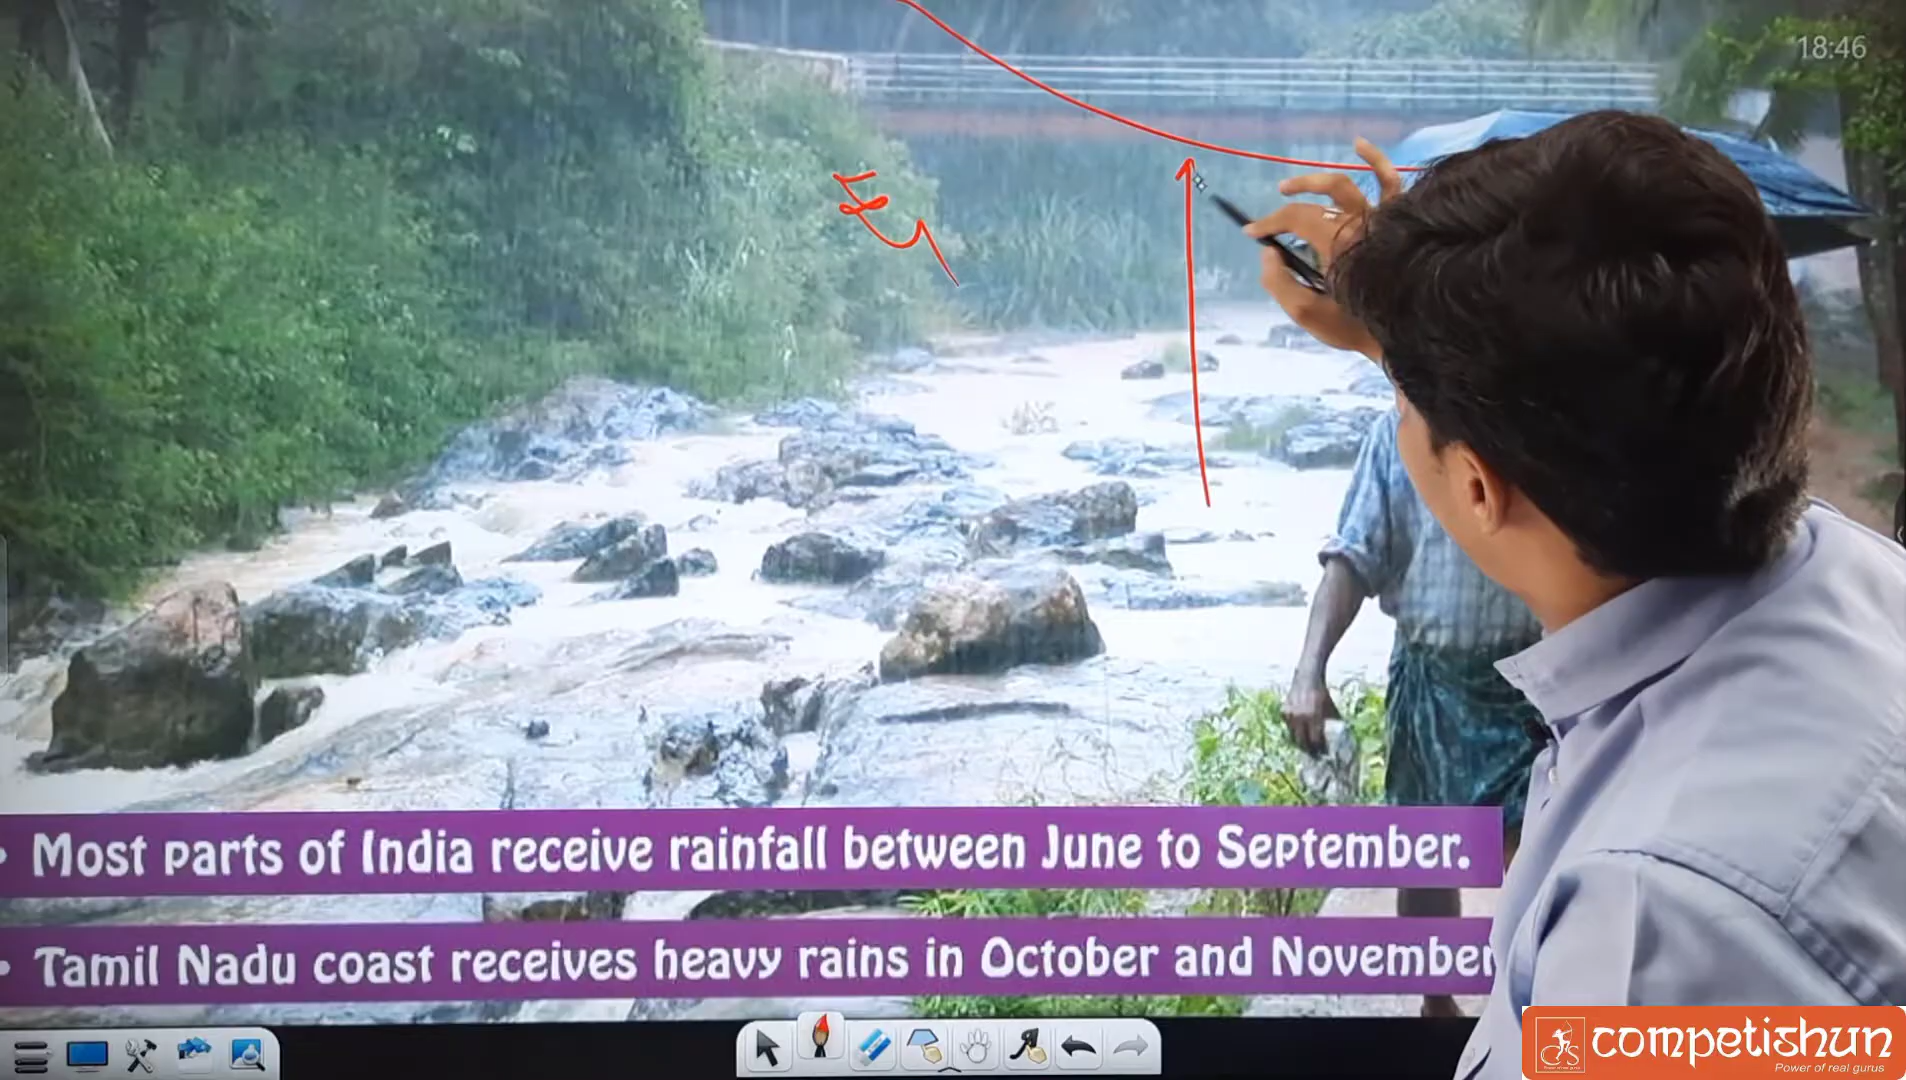 18:46
• Most parts of India receive rainfall between June to September.
• Tamil Nadu coast receives heavy rains in October and November
competishun
Power of real gurus